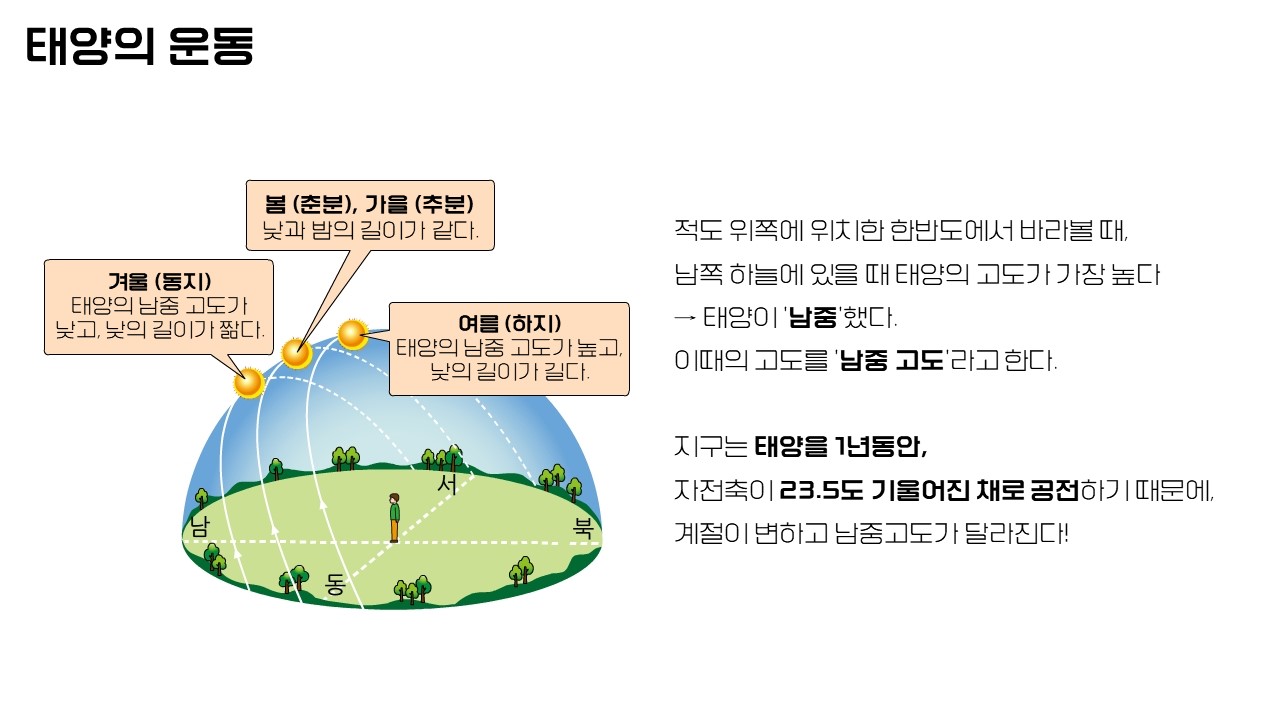 태양의 운동
봄 (춘분), 가을 (추분)
낮과 밤의 길이가 같다.
겨울 (동지)
태양의 남중 고도가
낮고, 낮의 길이가 짧다.
여름 (하지)
태양의 남중 고도가 높고,
낮의 길이가 길다.
서
남
북
동
적도 위쪽에 위치한 한반도에서 바라볼 때,
남쪽 하늘에 있을 때 태양의 고도가 가장 높다
→ 태양이 '남중'했다.
이때의 고도를 '남중 고도'라고 한다.
지구는 태양을 1년동안,
자전축이 23.5도 기울어진 채로 공전하기 때문에,
계절이 변하고 남중고도가 달라진다!